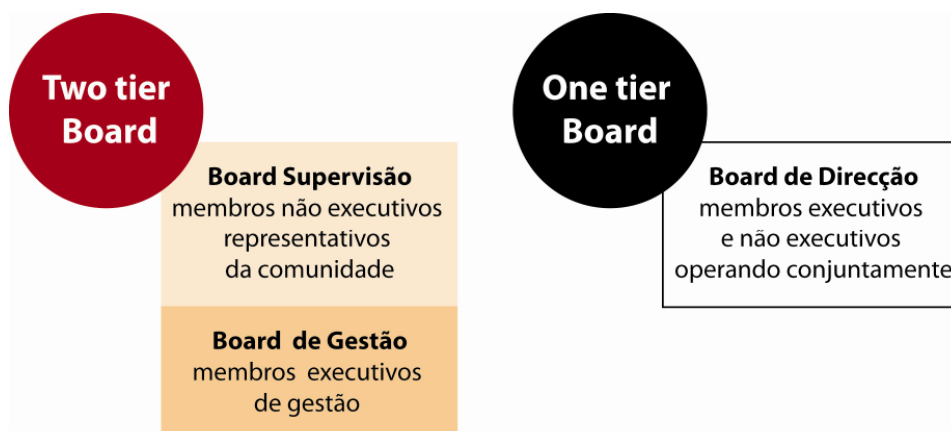 Two tier
Board
Board Supervisão
membros não executivos
representativos
da comunidade
Board de Gestão
membros executivos
de gestão
One tier
Board
Board de Direcção
membros executivos
e não executivos
operando conjuntamente